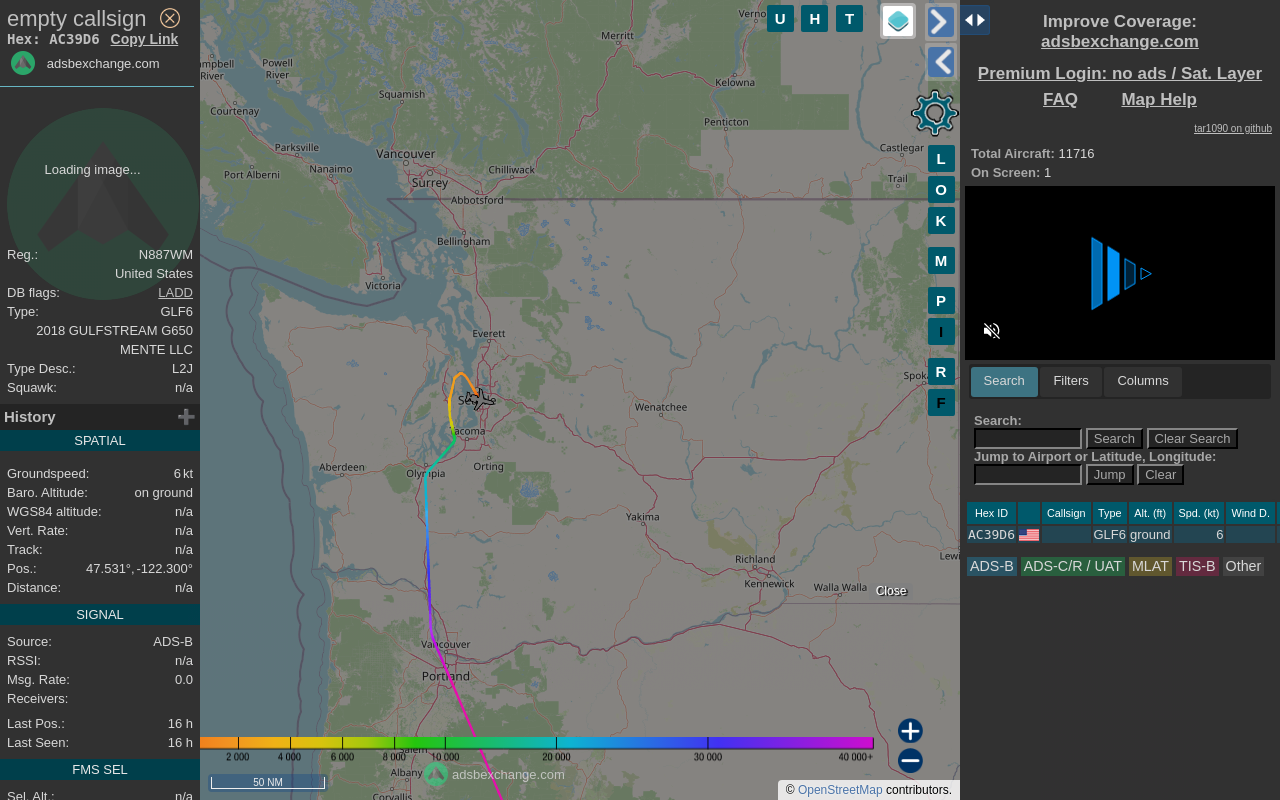 empty callsign
Hex: AC39D6 Copy Link
adsbexchange.com
Loading image...
Reg.: N887WM
United States
DB flags: LADD
Type: GLF6
2018 GULFSTREAM G650
MENTE LLC
Type Desc.: L2J
Squawk: n/a
History
SPATIAL
Groundspeed: 6 kt
Baro. Altitude: on ground
WGS84 altitude: n/a
Vert. Rate: n/a
Track: n/a
Pos.: 47.531°, -122.300°
Distance: n/a
SIGNAL
Source: ADS-B
RSSI: n/a
Msg. Rate: 0.0
Receivers:
Last Pos.: 16 h
Last Seen: 16 h
FMS SEL
Sel. Alt.: n/a
Merritt
Powell
River
River
Kelowna
Squamish
Courtenay
Penticton
Parksville
Vancouver
Castlegar
Nanaimo
Port Alberni
Chilliwack
Surrey
Trail
Abbotsford
Bellingham
Victoria
Everett
Wenatchee
Tacoma
Aberdeen
Olympia
Orting
Yakima
Richland
Kennewick
Walla Walla
Close
Vancouver
Portland
Salem
Albany
Corvallis
U H T
L
O
K
M
P
I
R
F
2 000 4 000 6 000 8 000 10 000 20 000 30 000 40 000+
adsbexchange.com
50 NM
© OpenStreetMap contributors.
Improve Coverage:
adsbexchange.com
Premium Login: no ads / Sat. Layer
FAQ Map Help
tar1090 on github
Total Aircraft: 11716
On Screen: 1
Search Filters Columns
Search:
Search Clear Search
Jump to Airport or Latitude, Longitude:
Jump Clear
Hex ID Callsign Type Alt. (ft) Spd. (kt) Wind D.
AC39D6 GLF6 ground 6
ADS-B ADS-C/R / UAT MLAT TIS-B Other